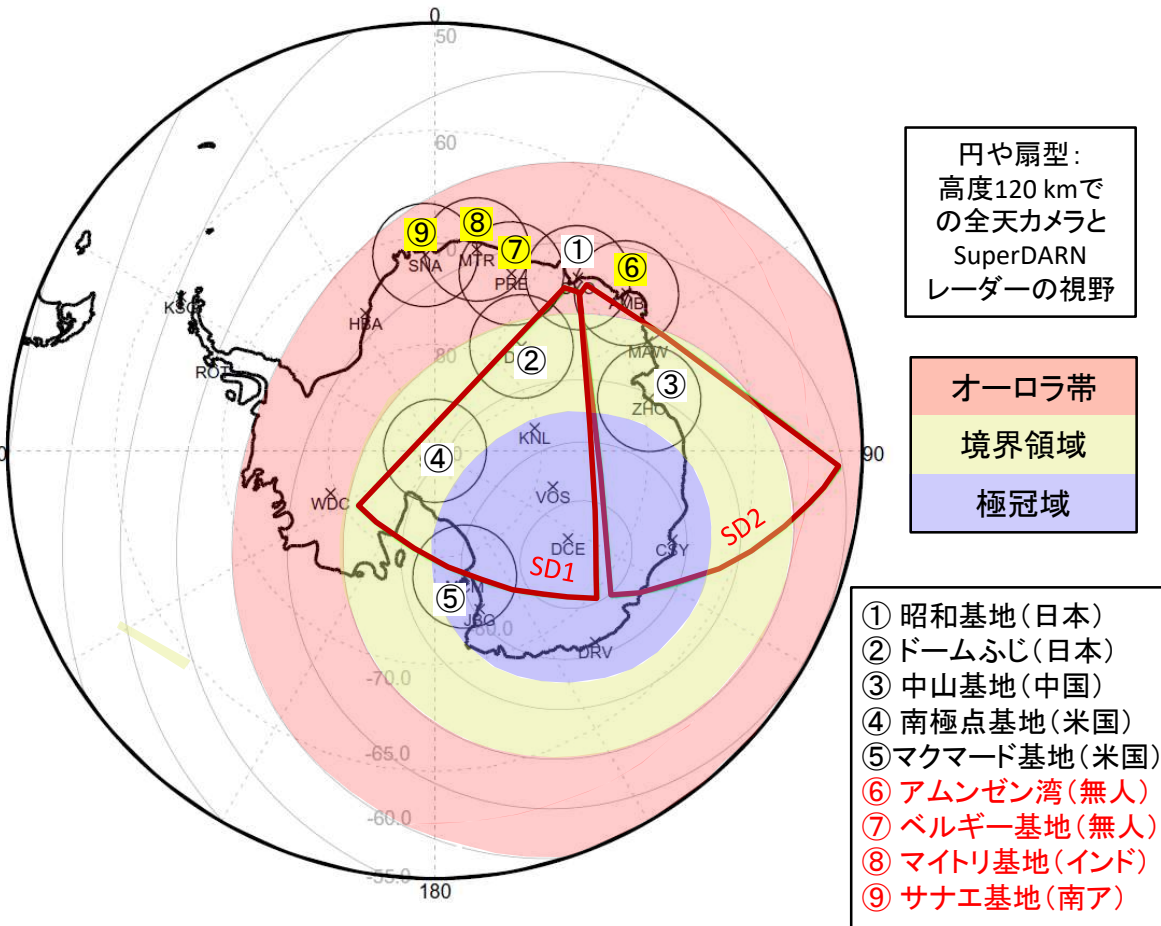 0
50
60
80
90
180
⑨
⑧
⑦
①
⑥
SNA
MTR
PRE
AMB
KSG
HBA
ROT
②
MAW
③
ZHO
KNL
④
WDC
VOS
DCE
CSY
SD1
SD2
⑤
JBG
-80.0
DRV
-70.0
-65.0
-60.0
-55.0
円や扇型:
高度120 kmで
の全天カメラと
SuperDARN
レーダーの視野
オーロラ帯
境界領域
極冠域
① 昭和基地(日本)
② ドームふじ(日本)
③ 中山基地(中国)
④ 南極点基地(米国)
⑤マクマード基地(米国)
⑥ アムンゼン湾(無人)
⑦ ベルギー基地(無人)
⑧ マイトリ基地(インド)
⑨ サナエ基地(南ア)